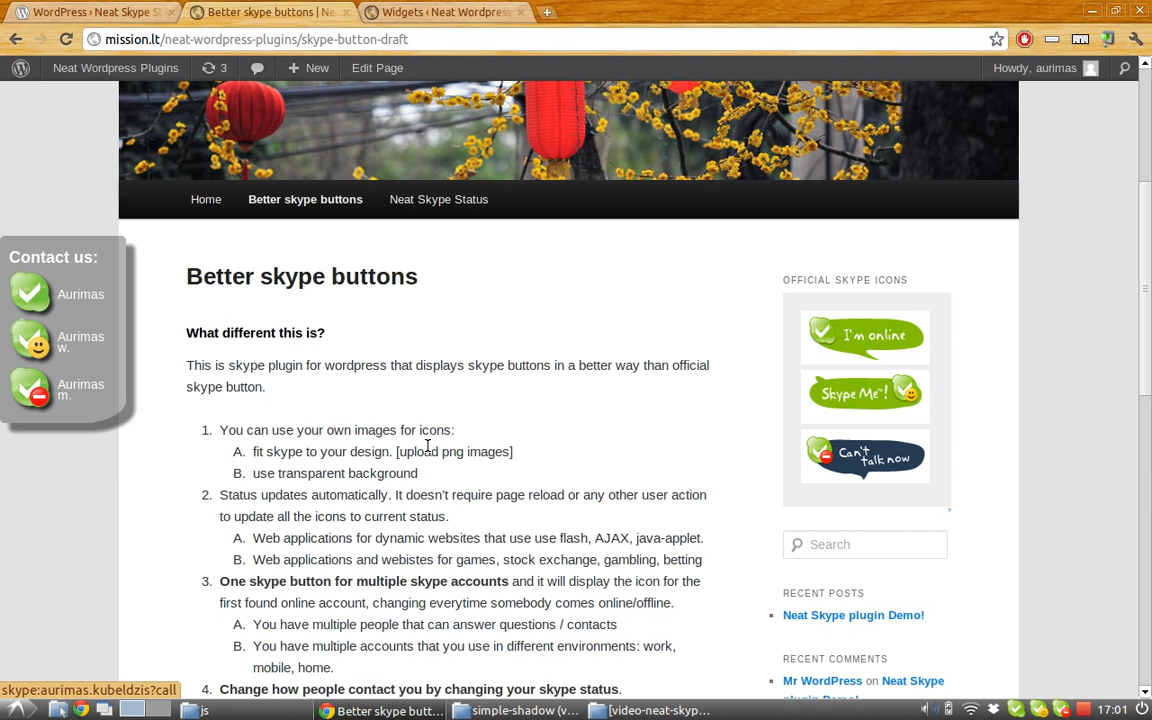 WordPress › Neat Skype S
Better skype buttons | Ne
Widgets ‹ Neat Wordpress
mission.lt/neat-wordpress-plugins/skype-button-draft
Neat Wordpress Plugins
3
New
Edit Page
Howdy, aurimas
Home
Better skype buttons
Neat Skype Status
Contact us:
Aurimas
Aurimas
w.
Aurimas
m.
Better skype buttons
What different this is?
This is skype plugin for wordpress that displays skype buttons in a better way than official
skype button.
1. You can use your own images for icons:
A. fit skype to your design. [upload png images]
B. use transparent background
2. Status updates automatically. It doesn't require page reload or any other user action
to update all the icons to current status.
A. Web applications for dynamic websites that use use flash, AJAX, java-applet.
B. Web applications and webistes for games, stock exchange, gambling, betting
3. One skype button for multiple skype accounts and it will display the icon for the
first found online account, changing everytime somebody comes online/offline.
A. You have multiple people that can answer questions / contacts
B. You have multiple accounts that you use in different environments: work,
mobile, home.
4. Change how people contact you by changing your skype status.
OFFICIAL SKYPE ICONS
I'm online
Skype Me™!
Can't
talk now
Search
RECENT POSTS
Neat Skype plugin Demo!
RECENT COMMENTS
Mr WordPress on Neat Skype
plugin Demo!
skype:aurimas.kubeldzis?call
js
Better skype butt...
simple-shadow (v...
[video-neat-skyp...
17:01